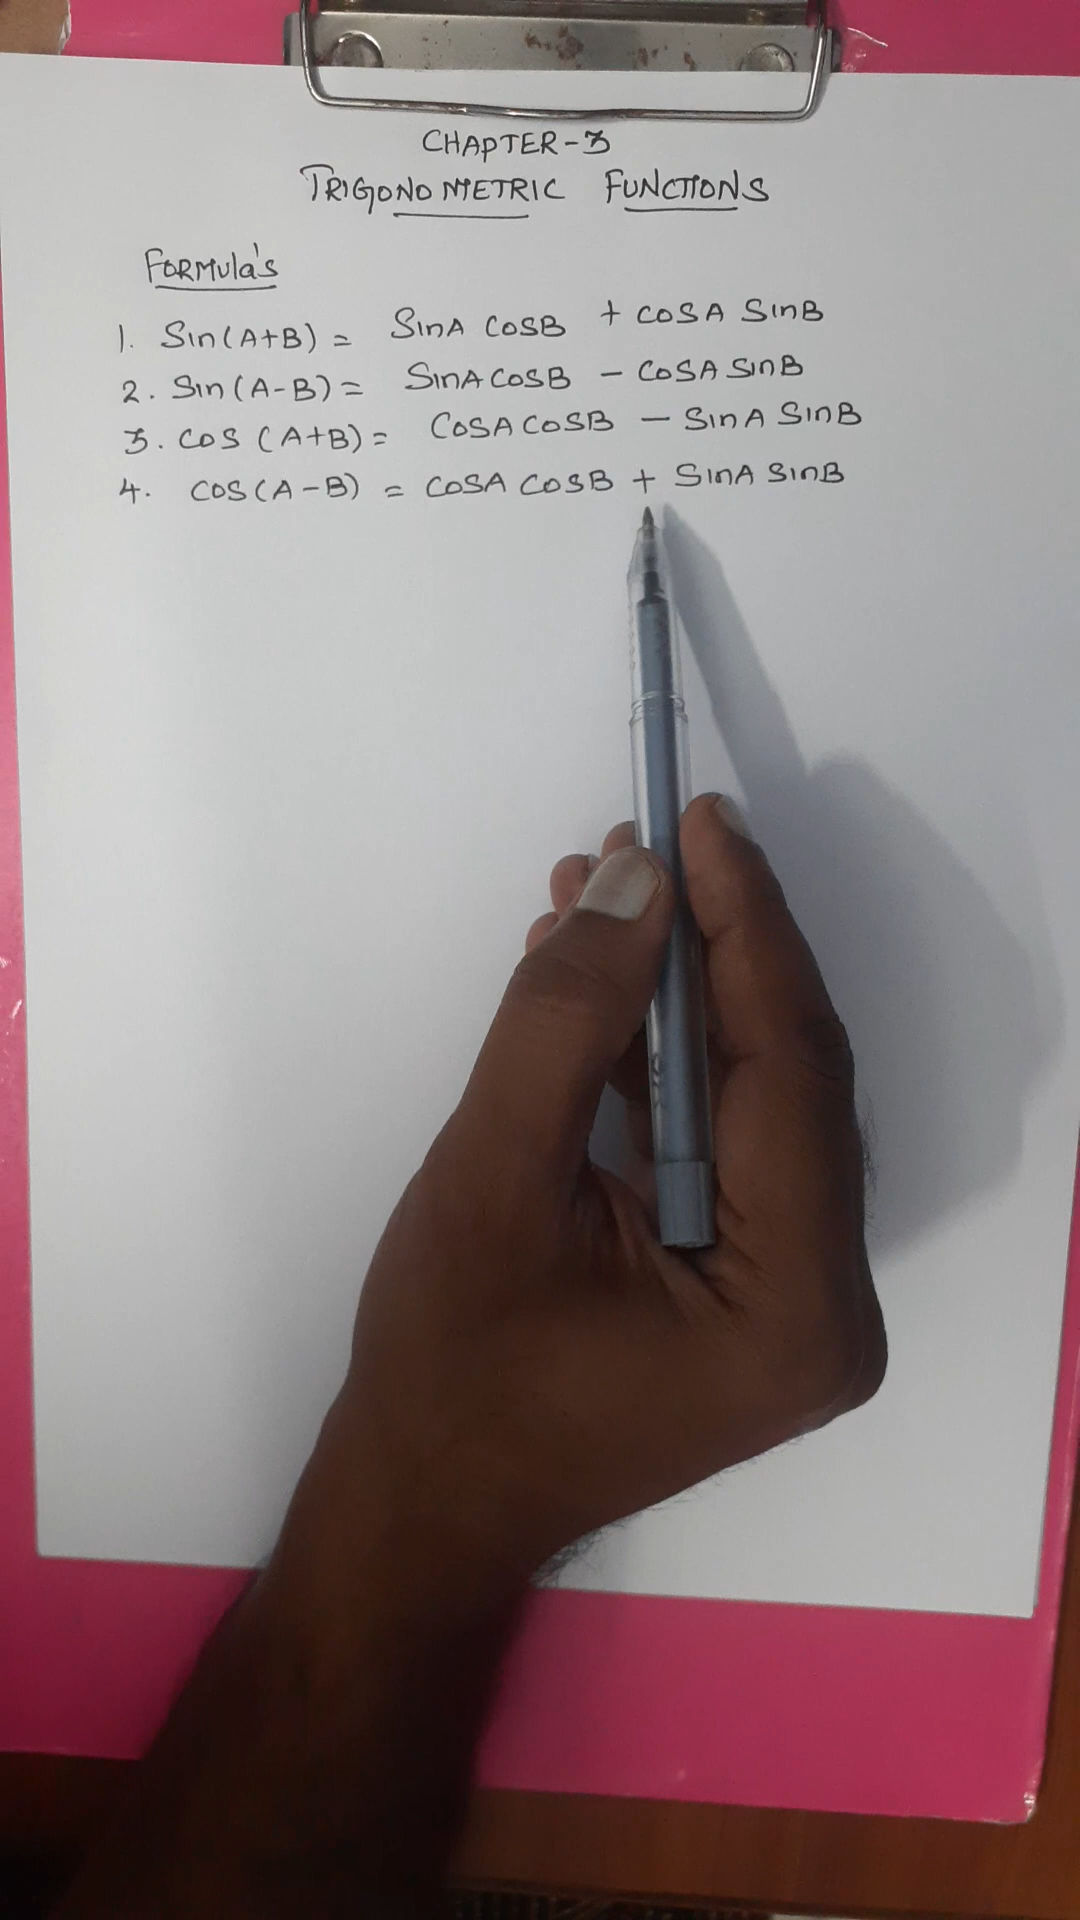 CHAPTER-3
TRIGONOMETRIC FUNCTIONS
FORMula's
1. Sin(A+B) = SinA COSB + COSA SinB
2. Sin(A-B) = SinA COSB - COSA SinB
3. COS (A+B) = COSA COSB - SinA SinB
4. COS(A-B) = COSA COSB + SinA SinB